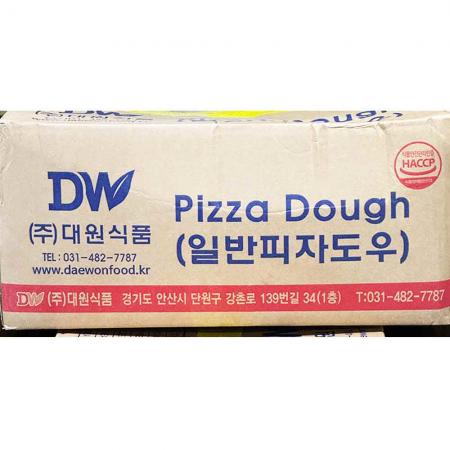 DW
(주)대원식품
TEL: 031-482-7787
www.daewonfood.kr
Pizza Dough
(일반피자도우)
HACCP
DW (주)대원식품 경기도 안산시 단원구 강촌로 139번길 34(1층) T:031-482-7787